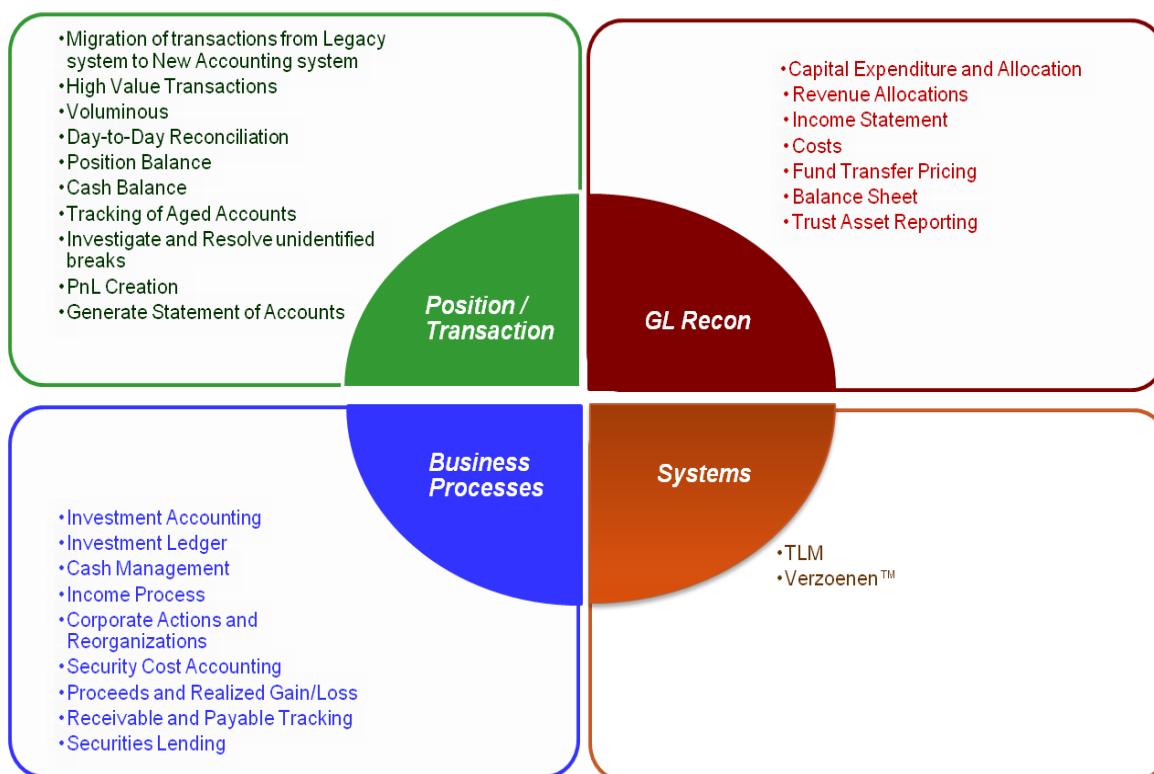 •Migration of transactions from Legacy
system to New Accounting system
•High Value Transactions
•Voluminous
•Day-to-Day Reconciliation
•Position Balance
•Cash Balance
•Tracking of Aged Accounts
•Investigate and Resolve unidentified
breaks
•PnL Creation
•Generate Statement of Accounts
Position /
Transaction
•Capital Expenditure and Allocation
•Revenue Allocations
•Income Statement
•Costs
•Fund Transfer Pricing
•Balance Sheet
•Trust Asset Reporting
GL Recon
Business
Processes
•Investment Accounting
•Investment Ledger
•Cash Management
•Income Process
•Corporate Actions and
Reorganizations
•Security Cost Accounting
•Proceeds and Realized Gain/Loss
•Receivable and Payable Tracking
•Securities Lending
Systems
•TLM
•Verzoenen™